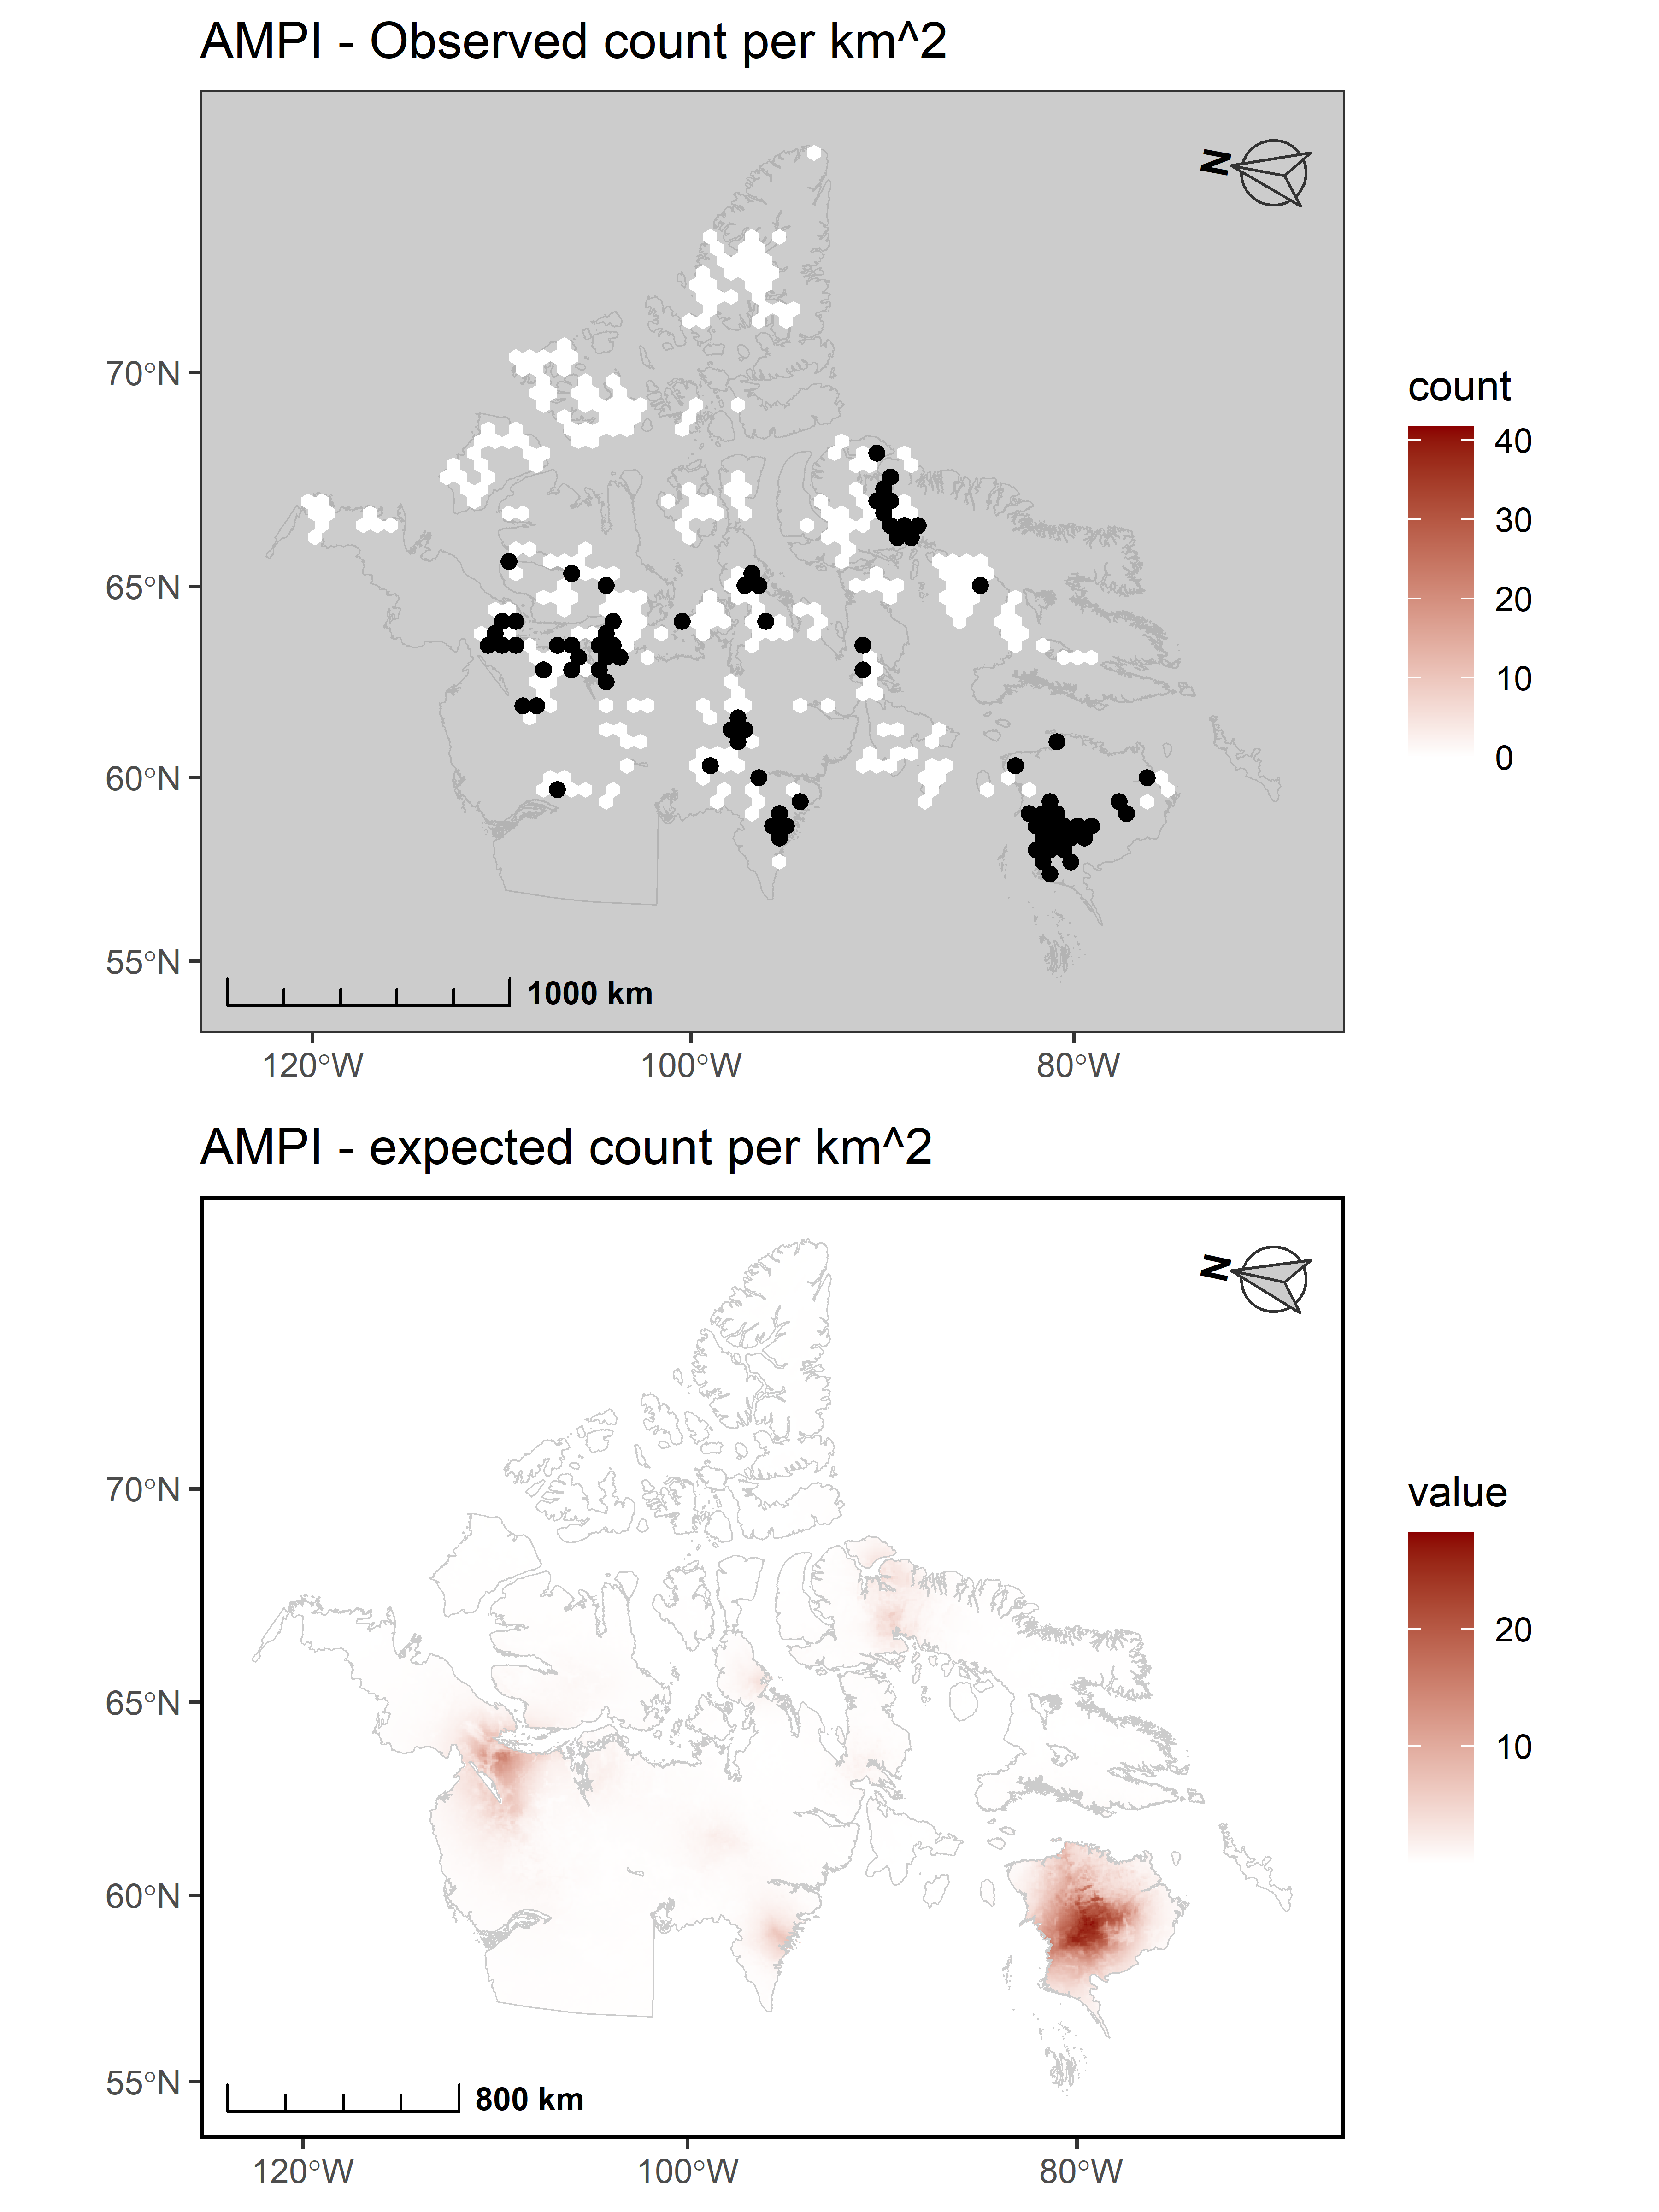 AMPI - Observed count per km^2
N
70°N
65°N
60°N
55°N
1000 km
120°W
100°W
80°W
count
40
30
20
10
0
AMPI - expected count per km^2
N
70°N
65°N
60°N
55°N
800 km
120°W
100°W
80°W
value
20
10